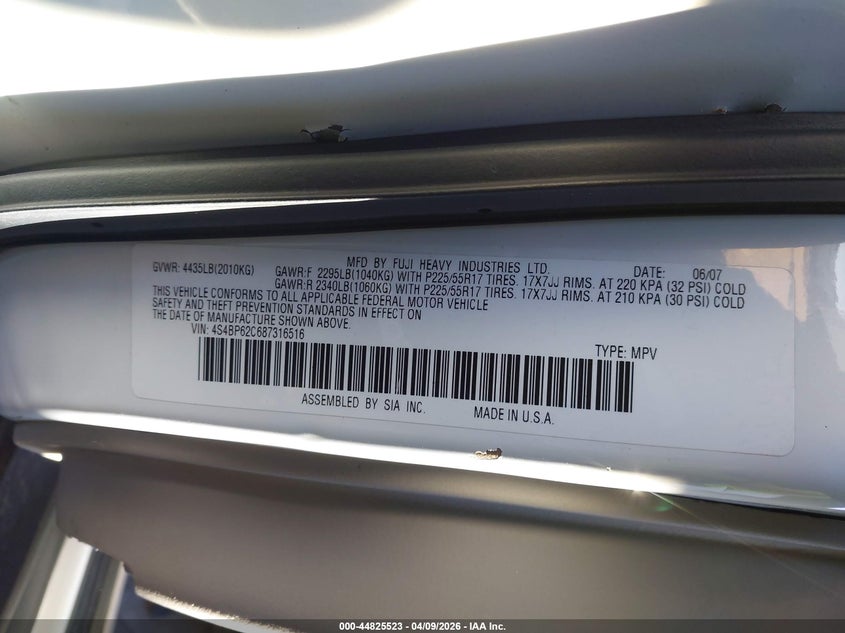 MFD BY FUJI HEAVY INDUSTRIES LTD. DATE: 06/07
GVWR: 4435LB(2010KG) GAWR:F 2295LB(1040KG) WITH P225/55R17 TIRES. 17X7JJ RIMS. AT 220 KPA (32 PSI) COLD
GAWR:R 2340LB(1060KG) WITH P225/55R17 TIRES. 17X7JJ RIMS. AT 210 KPA (30 PSI) COLD
THIS VEHICLE CONFORMS TO ALL APPLICABLE FEDERAL MOTOR VEHICLE
SAFETY AND THEFT PREVENTION STANDARDS IN EFFECT ON
THE DATE OF MANUFACTURE SHOWN ABOVE.
VIN: 4S4BP62C687316516 TYPE: MPV
ASSEMBLED BY SIA INC. MADE IN U.S.A.
000-44825523 | 04/09/2026 - IAA Inc.